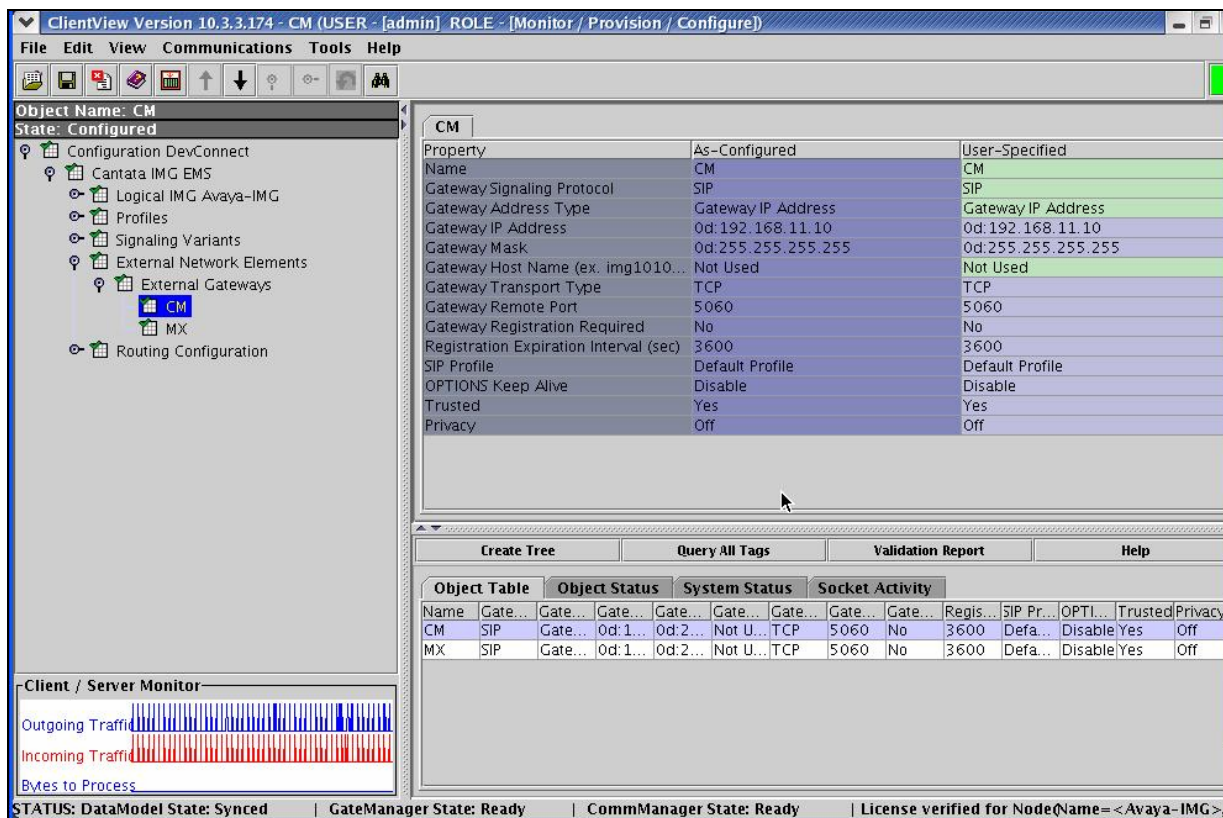 ClientView Version 10.3.3.174 - CM (USER - [admin] ROLE - [Monitor / Provision / Configure])
File Edit View Communications Tools Help
Object Name: CM
State: Configured
Configuration DevConnect
Cantata IMG EMS
Logical IMG Avaya-IMG
Profiles
Signaling Variants
External Network Elements
External Gateways
CM
MX
Routing Configuration
CM
Property As-Configured User-Specified
Name CM CM
Gateway Signaling Protocol SIP SIP
Gateway Address Type Gateway IP Address Gateway IP Address
Gateway IP Address 0d:192.168.11.10 0d:192.168.11.10
Gateway Mask 0d:255.255.255.255 0d:255.255.255.255
Gateway Host Name (ex. img1010... Not Used Not Used
Gateway Transport Type TCP TCP
Gateway Remote Port 5060 5060
Gateway Registration Required No No
Registration Expiration Interval (sec) 3600 3600
SIP Profile Default Profile Default Profile
OPTIONS Keep Alive Disable Disable
Trusted Yes Yes
Privacy Off Off
Create Tree Query All Tags Validation Report Help
Object Table Object Status System Status Socket Activity
Name Gate... Gate... Gate... Gate... Gate... Gate... Gate... Gate... Regis... SIP Pr... OPTI... Trusted Privacy
CM SIP Gate... 0d:1... 0d:2... Not U... TCP 5060 No 3600 Defa... Disable Yes Off
MX SIP Gate... 0d:1... 0d:2... Not U... TCP 5060 No 3600 Defa... Disable Yes Off
Client / Server Monitor
Outgoing Traffic
Incoming Traffic
Bytes to Process
STATUS: DataModel State: Synced | GateManager State: Ready | CommManager State: Ready | License verified for Node(Name=<Avaya-IMG>